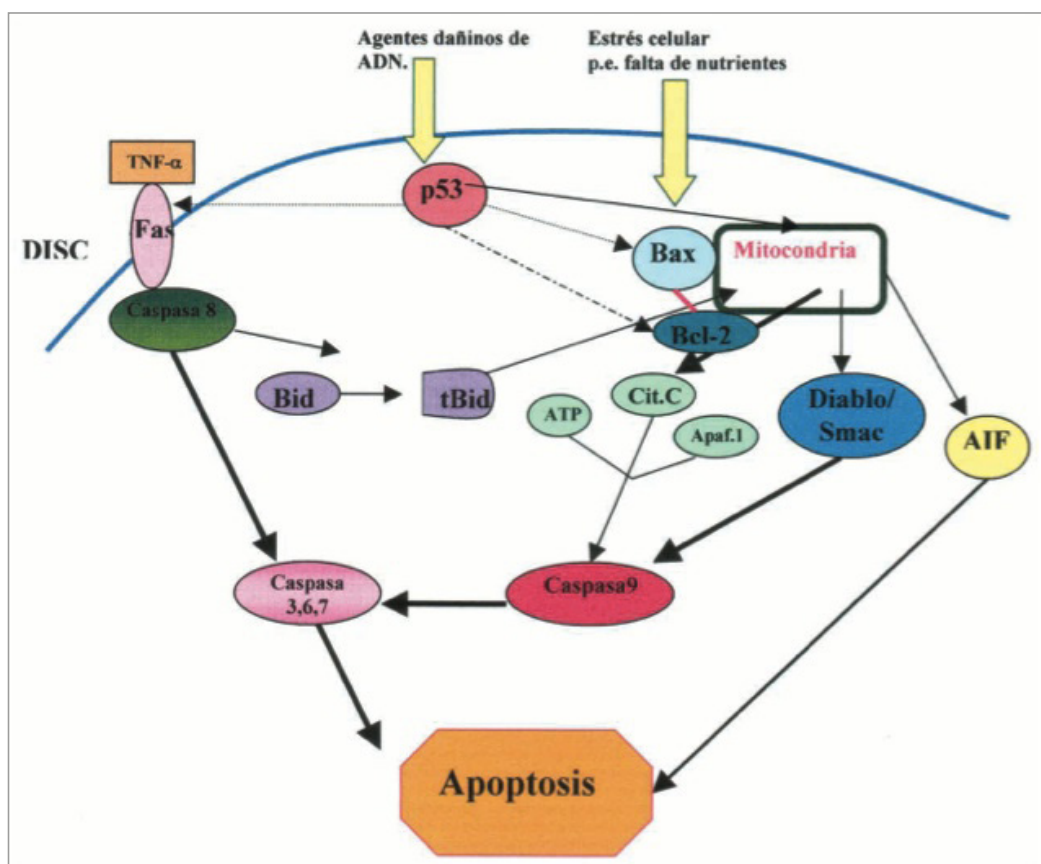 Agentes dañinos de
ADN.
Estrés celular
p.e. falta de nutrientes
TNF-α
p53
Fas
DISC
Bax
Mitocondria
Caspasa 8
Bcl-2
Bid
tBid
Cit.C
ATP
Apaf.1
Diablo/
Smac
AIF
Caspasa
3,6,7
Caspasa9
Apoptosis